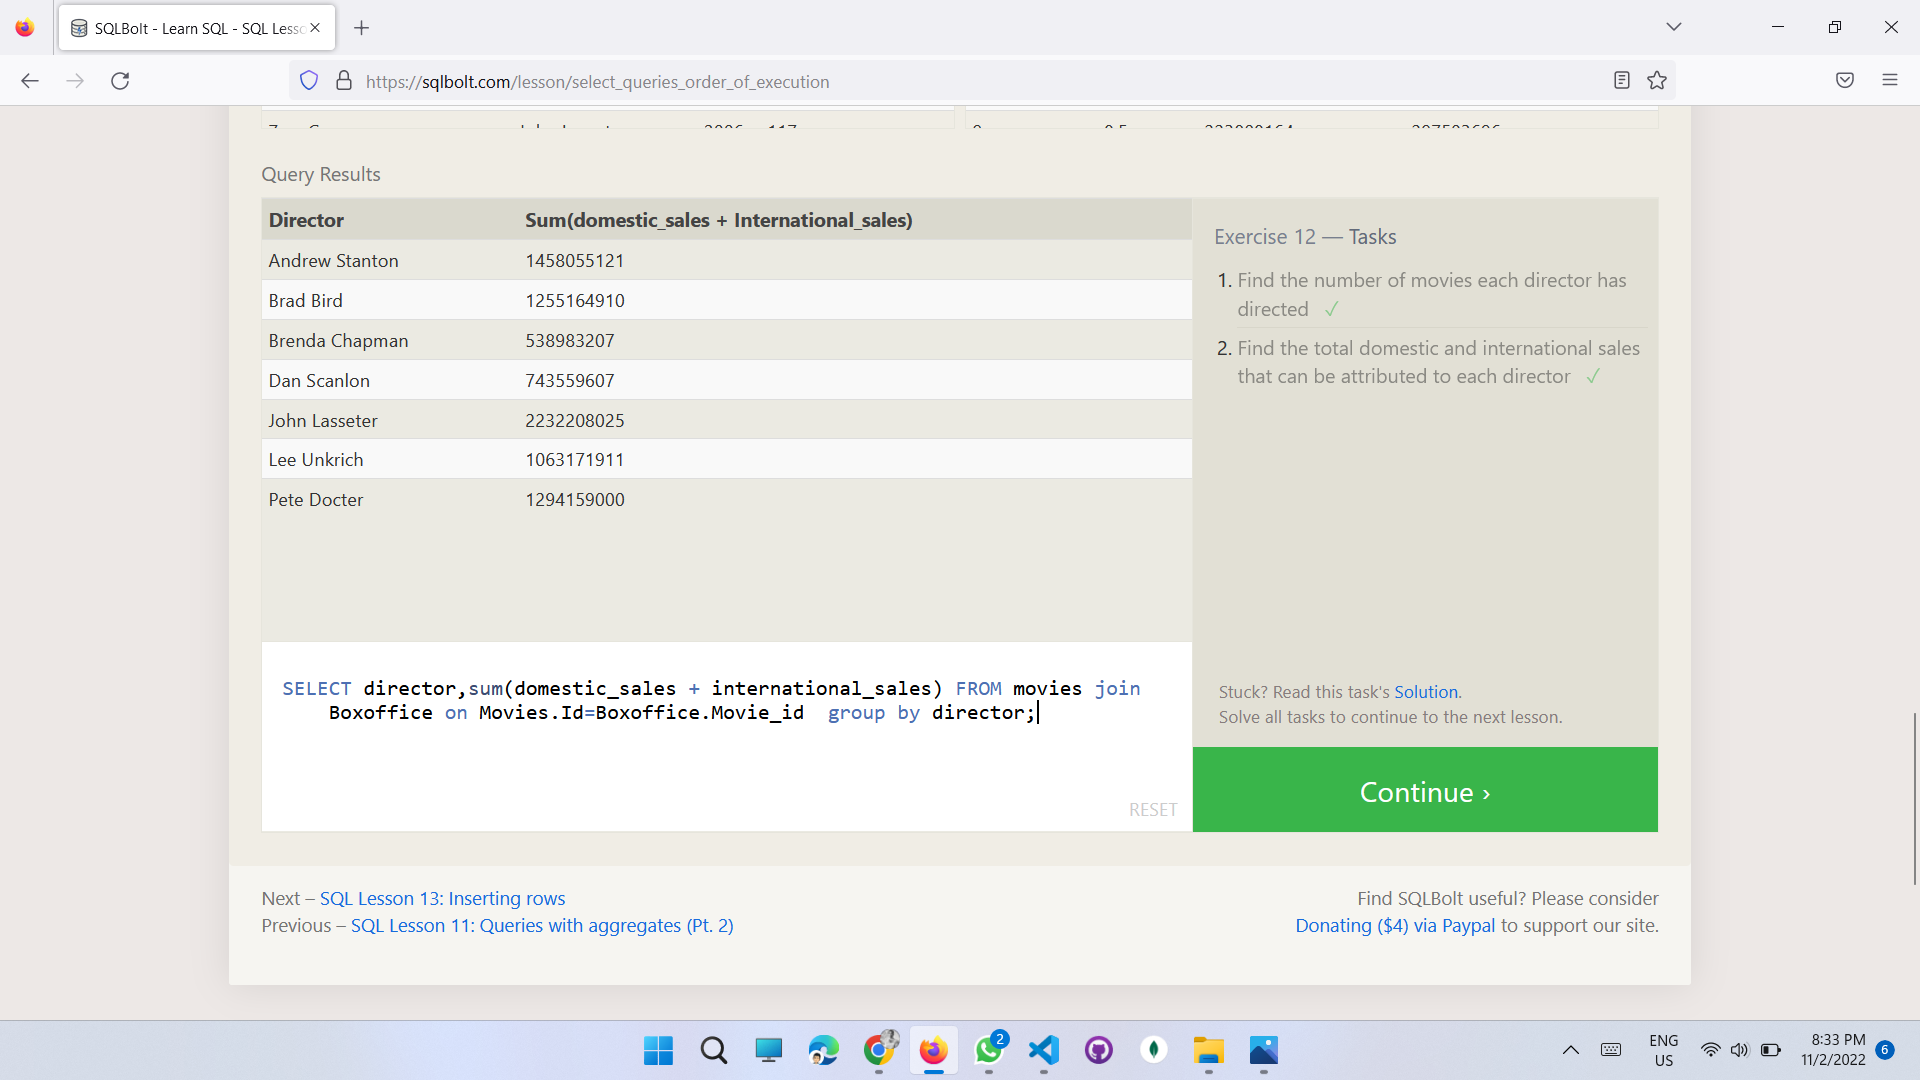 SQLBolt - Learn SQL - SQL Lesso
https://sqlbolt.com/lesson/select_queries_order_of_execution
Query Results
Director Sum(domestic_sales + International_sales)
Andrew Stanton 1458055121
Brad Bird 1255164910
Brenda Chapman 538983207
Dan Scanlon 743559607
John Lasseter 2232208025
Lee Unkrich 1063171911
Pete Docter 1294159000
SELECT director,sum(domestic_sales + international_sales) FROM movies join
Boxoffice on Movies.Id=Boxoffice.Movie_id  group by director;
RESET
Exercise 12 — Tasks
1. Find the number of movies each director has
directed ✓
2. Find the total domestic and international sales
that can be attributed to each director ✓
Stuck? Read this task's Solution.
Solve all tasks to continue to the next lesson.
Continue ›
Next – SQL Lesson 13: Inserting rows
Previous – SQL Lesson 11: Queries with aggregates (Pt. 2)
Find SQLBolt useful? Please consider
Donating ($4) via Paypal to support our site.
2
ENG
US
8:33 PM
11/2/2022
6